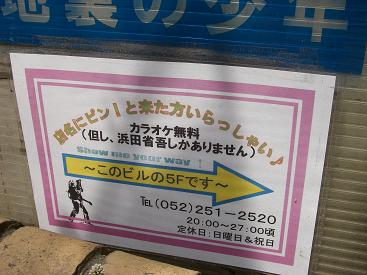 地裏の少年
店名にピン!と来た方いらっしゃい♪
カラオケ無料
(但し、浜田省吾しかありません)
Show me your way !
～このビルの5Fです～
TEL(052)251-2520
20:00～27:00頃
定休日:日曜日&祝日